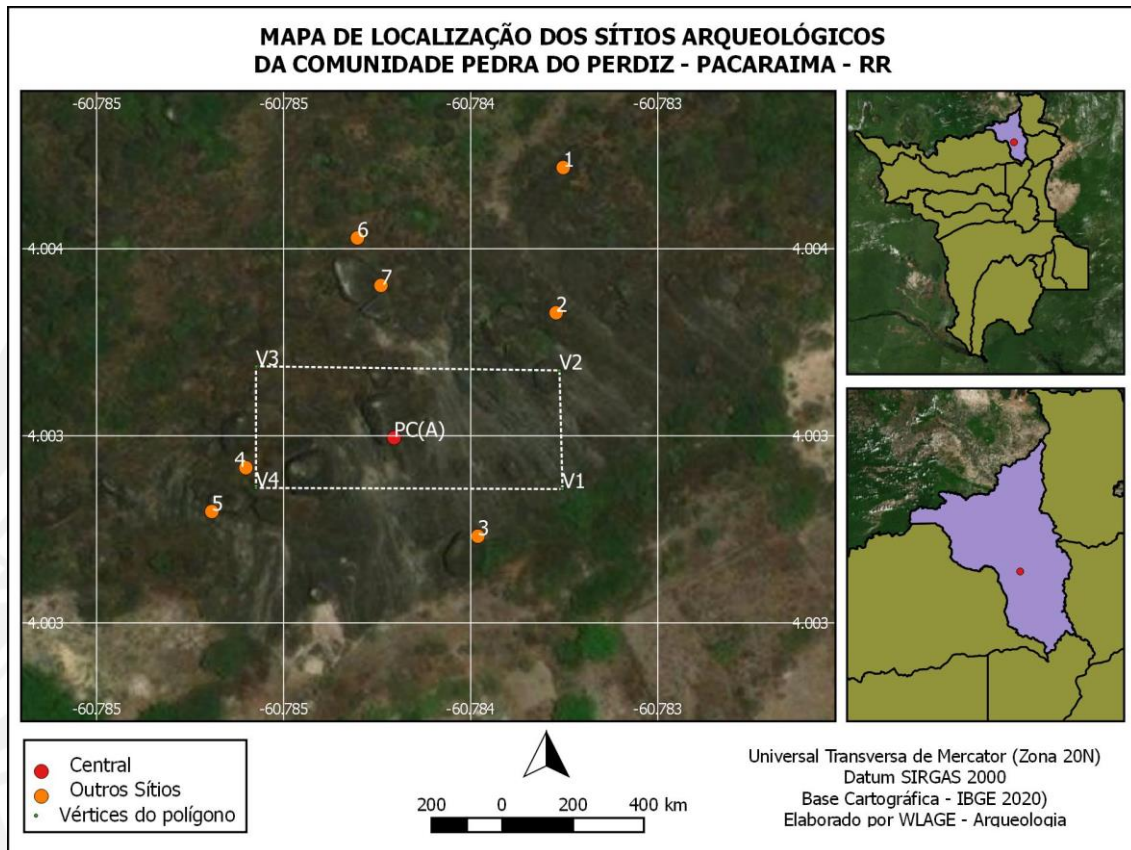 MAPA DE LOCALIZAÇÃO DOS SÍTIOS ARQUEOLÓGICOS
DA COMUNIDADE PEDRA DO PERDIZ - PACARAIMA - RR
-60.785 -60.785 -60.784 -60.783
1
6
4.004 4.004
7
2
V3 V2
PC(A)
4.003 4.003
4
V4 V1
5
3
4.003 4.003
-60.785 -60.785 -60.784 -60.783
Central
Outros Sítios
Vértices do polígono
200 0 200 400 km
Universal Transversa de Mercator (Zona 20N)
Datum SIRGAS 2000
Base Cartográfica - IBGE 2020)
Elaborado por WLAGE - Arqueologia